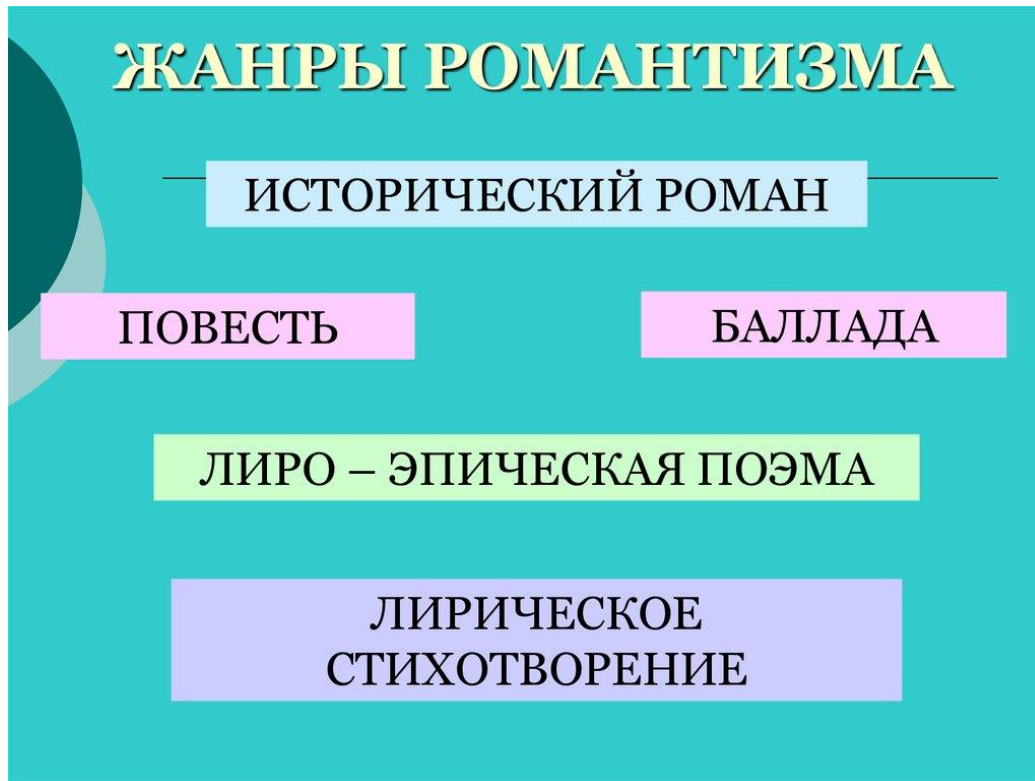 ЖАНРЫ РОМАНТИЗМА
ИСТОРИЧЕСКИЙ РОМАН
ПОВЕСТЬ
БАЛЛАДА
ЛИРО – ЭПИЧЕСКАЯ ПОЭМА
ЛИРИЧЕСКОЕ
СТИХОТВОРЕНИЕ